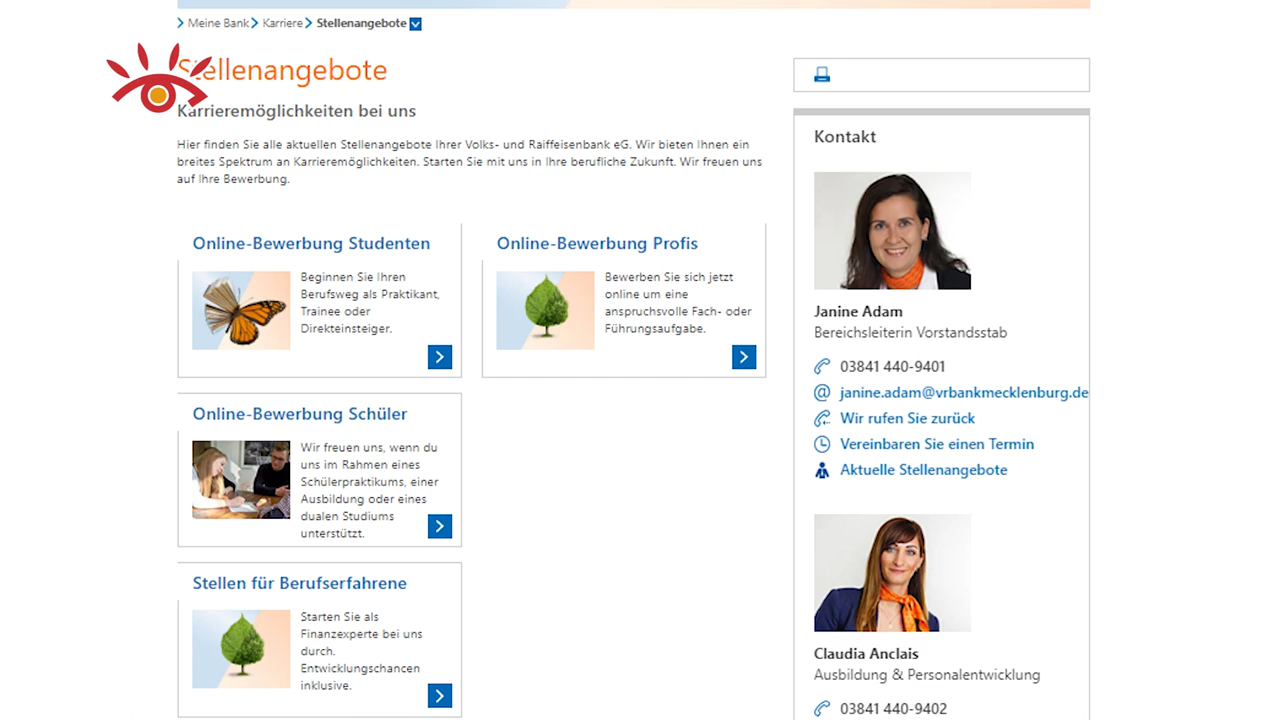 Meine Bank Karriere Stellenangebote
Stellenangebote
Karrieremöglichkeiten bei uns
Hier finden Sie alle aktuellen Stellenangebote Ihrer Volks- und Raiffeisenbank eG. Wir bieten Ihnen ein
breites Spektrum an Karrieremöglichkeiten. Starten Sie mit uns in Ihre berufliche Zukunft. Wir freuen uns
auf Ihre Bewerbung.
Online-Bewerbung Studenten
Beginnen Sie Ihren
Berufsweg als Praktikant,
Trainee oder
Direkteinsteiger.
Online-Bewerbung Profis
Bewerben Sie sich jetzt
online um eine
anspruchsvolle Fach- oder
Führungsaufgabe.
Online-Bewerbung Schüler
Wir freuen uns, wenn du
uns im Rahmen eines
Schülerpraktikums, einer
Ausbildung oder eines
dualen Studiums
unterstützt.
Stellen für Berufserfahrene
Starten Sie als
Finanzexperte bei uns
durch.
Entwicklungschancen
inklusive.
Kontakt
Janine Adam
Bereichsleiterin Vorstandsstab
03841 440-9401
janine.adam@vrbankmecklenburg.de
Wir rufen Sie zurück
Vereinbaren Sie einen Termin
Aktuelle Stellenangebote
Claudia Anclais
Ausbildung & Personalentwicklung
03841 440-9402